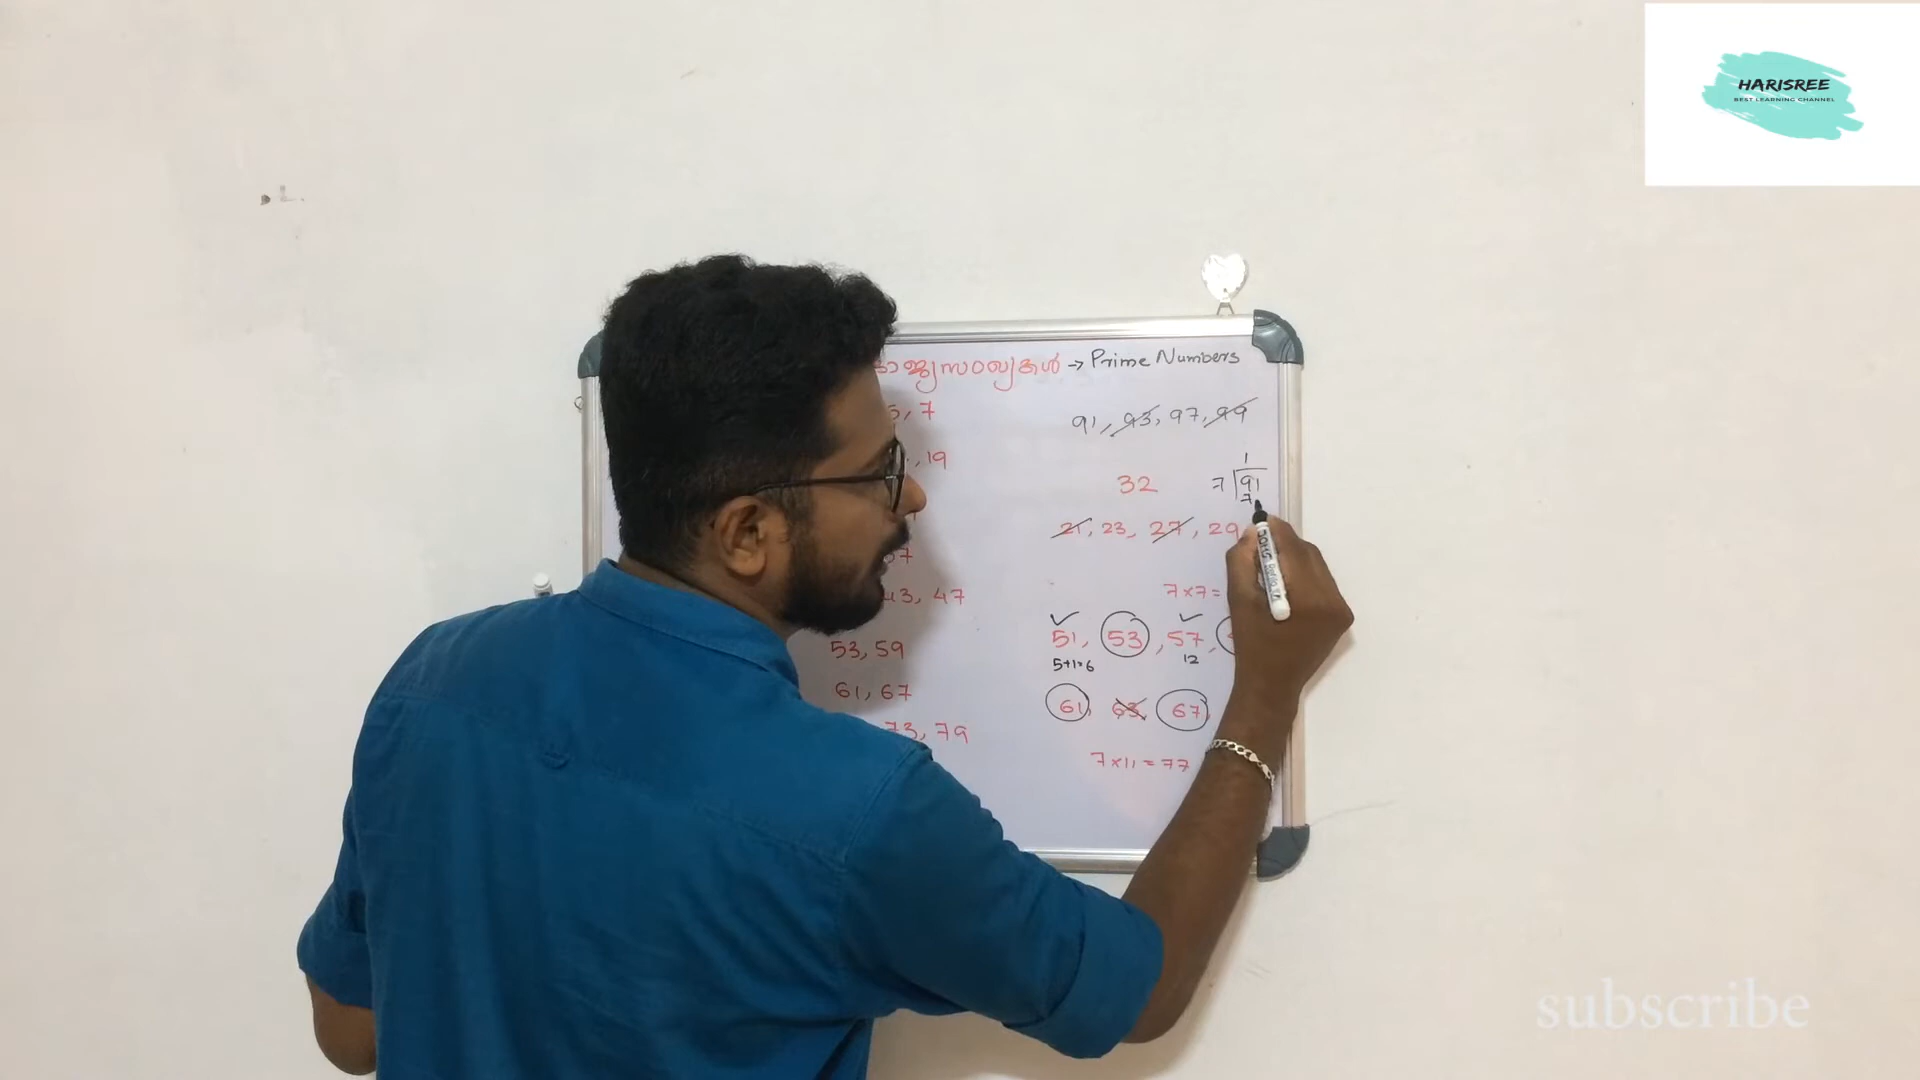 HARISREE
BEST LEARNING CHANNEL
ാജ്യസംഖ്യകൾ → Prime Numbers
5, 7
, 19
43, 47
53, 59
61, 67
73, 79
91, 93, 97, 99
32
1
7 91
7
21, 23, 27, 29
7×7=
51, 53, 57,
5+1=6
12
61, 63, 67,
7×11=77
subscribe